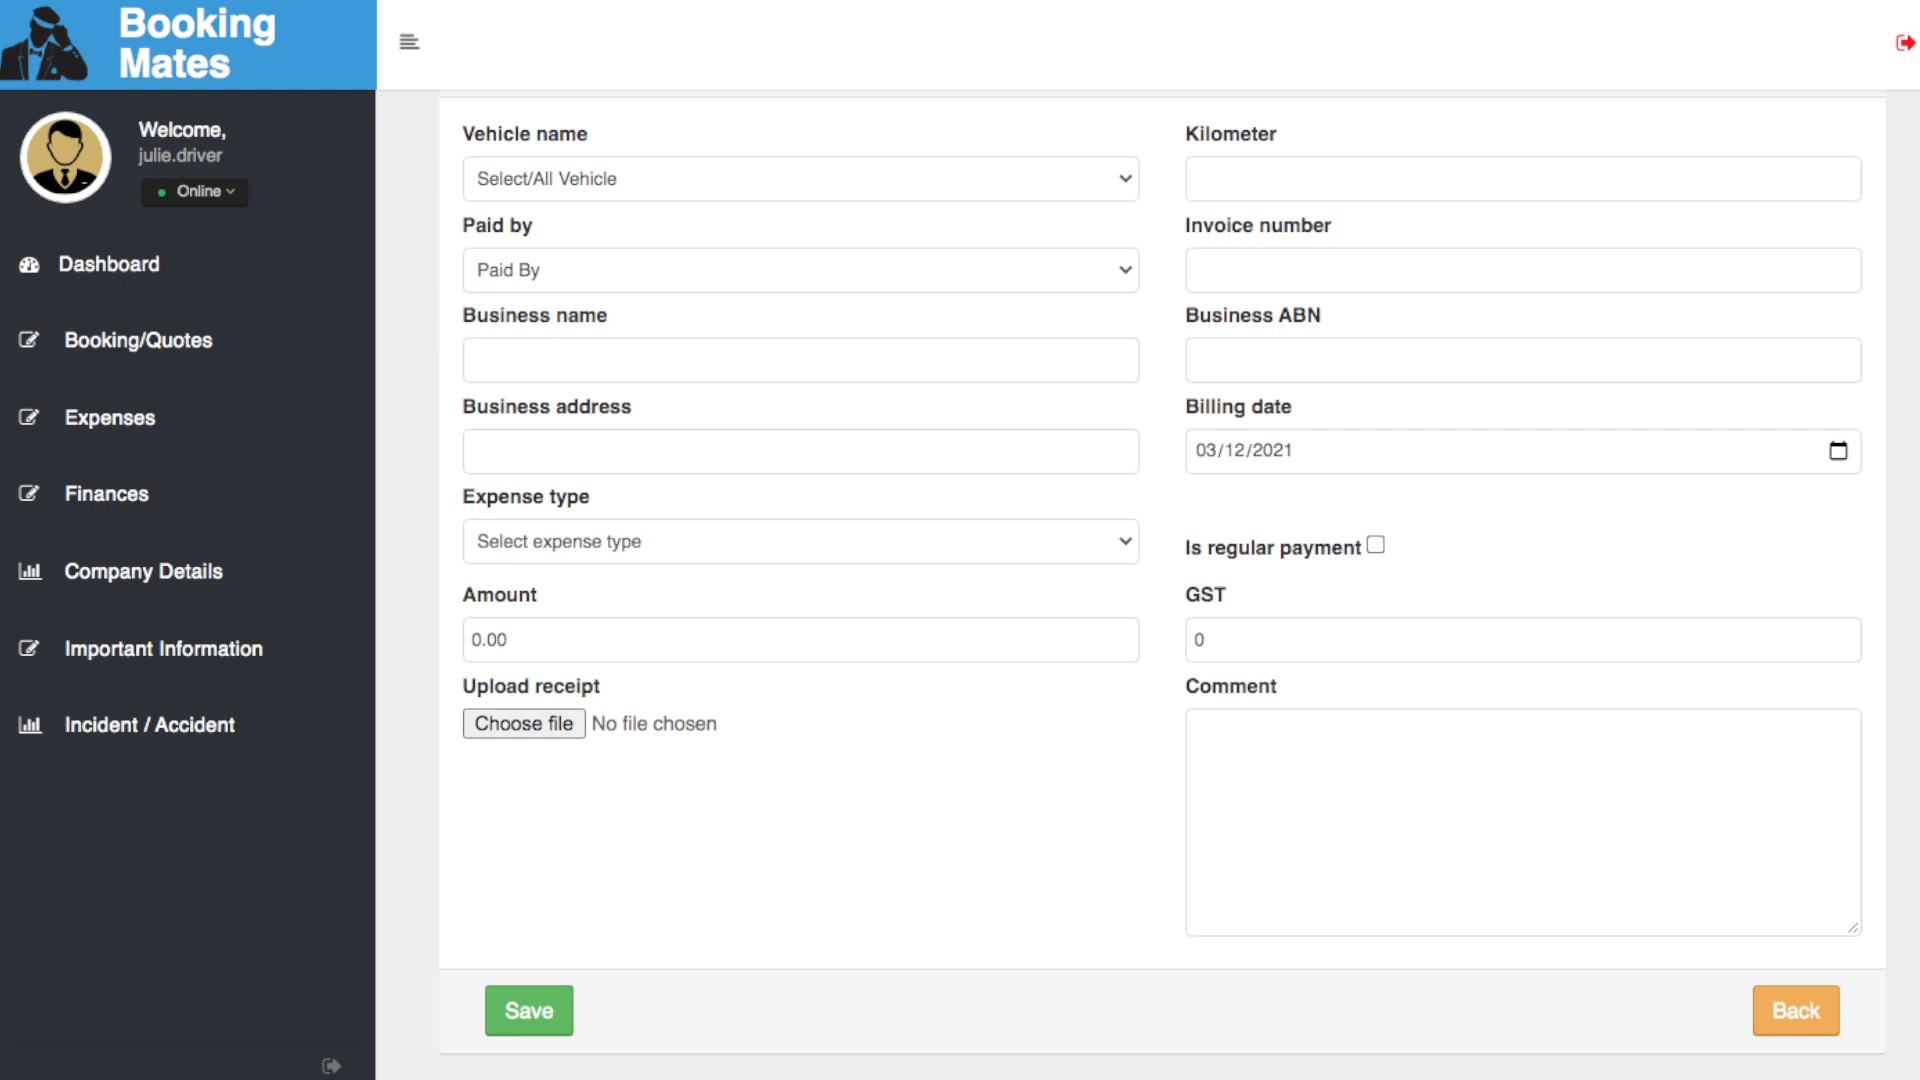 Booking
Mates
Welcome,
julie.driver
Online
Dashboard
Booking/Quotes
Expenses
Finances
Company Details
Important Information
Incident / Accident
Vehicle name
Select/All Vehicle
Kilometer
Paid by
Paid By
Invoice number
Business name
Business ABN
Business address
Billing date
03/12/2021
Expense type
Select expense type
Is regular payment
Amount
0.00
GST
0
Upload receipt
Choose file No file chosen
Comment
Save
Back